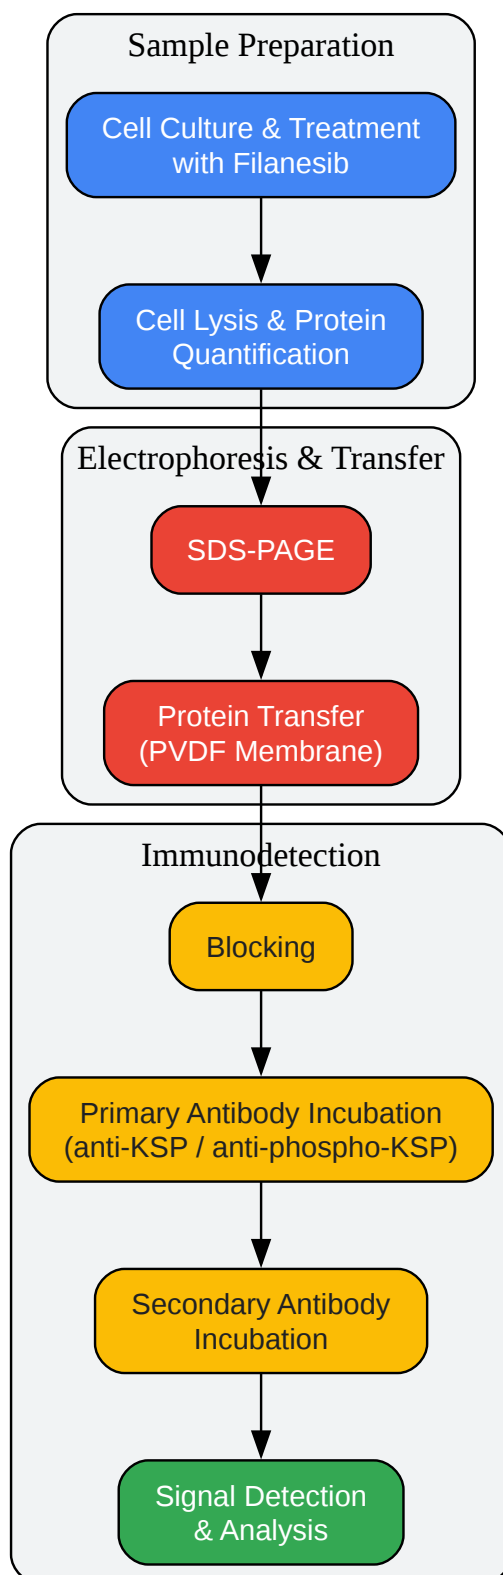 Sample Preparation
Cell Culture & Treatment
with Filanesib
Cell Lysis & Protein
Quantification
Electrophoresis & Transfer
SDS-PAGE
Protein Transfer
(PVDF Membrane)
Immunodetection
Blocking
Primary Antibody Incubation
(anti-KSP / anti-phospho-KSP)
Secondary Antibody
Incubation
Signal Detection
& Analysis